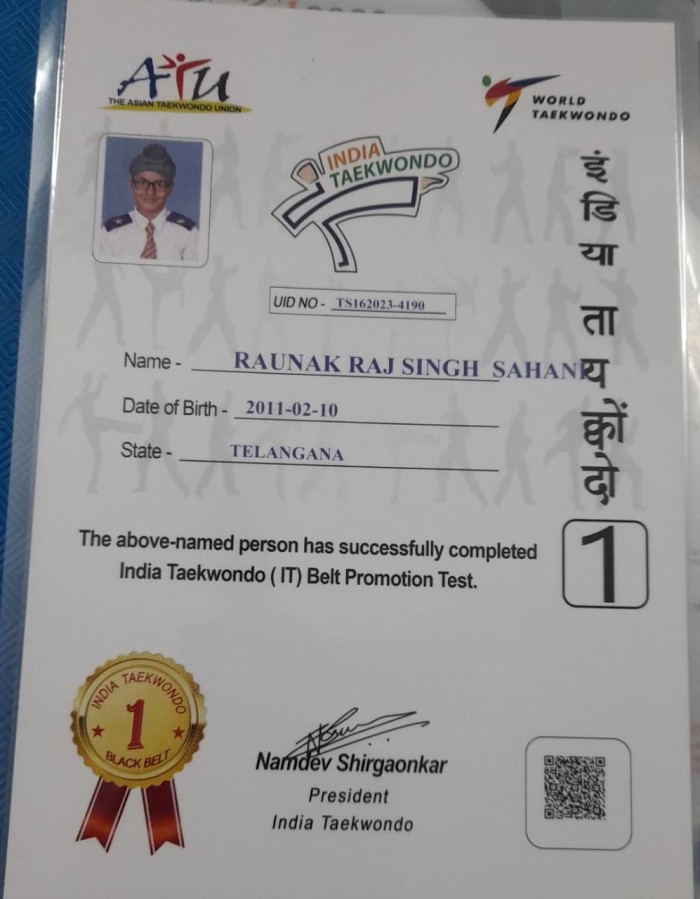 ATU
THE ASIAN TAEKWONDO UNION
WORLD
TAEKWONDO
INDIA
TAEKWONDO
इंडिया तायक्वोंदो
UID NO - TS162023-4190
Name - RAUNAK RAJ SINGH SAHANI
Date of Birth - 2011-02-10
State - TELANGANA
The above-named person has successfully completed
India Taekwondo ( IT) Belt Promotion Test.
1
INDIA TAEKWONDO
1
BLACK BELT
Namdev Shirgaonkar
President
India Taekwondo